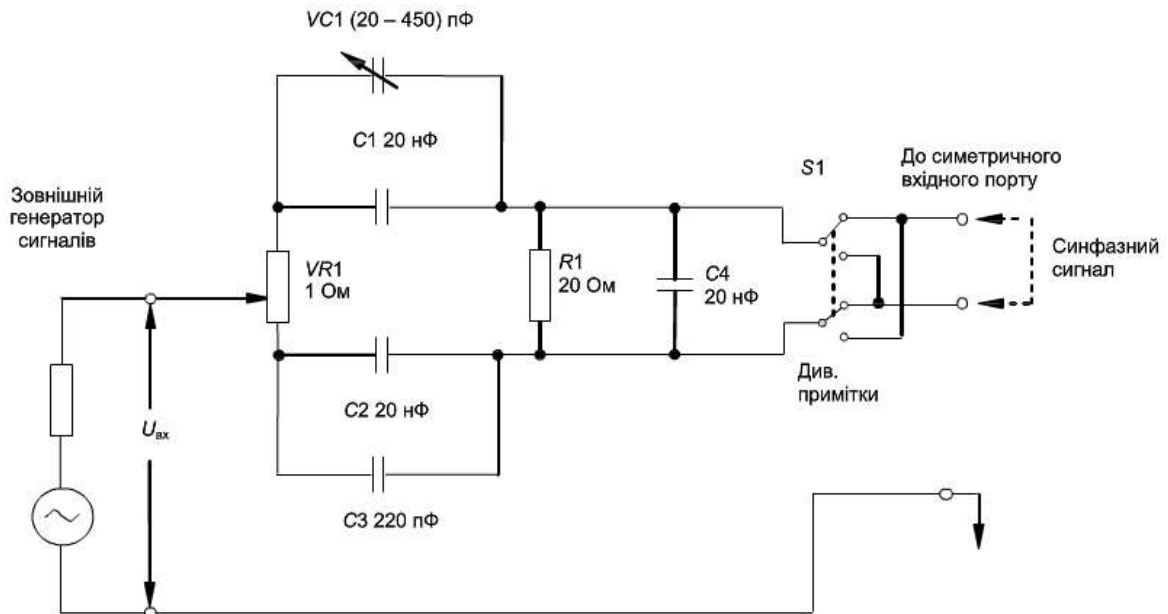 VC1 (20 – 450) пФ
C1 20 нФ
S1
До симетричного
вхідного порту
Зовнішній
генератор
сигналів
VR1
1 Ом
R1
20 Ом
C4
20 нФ
Синфазний
сигнал
Див.
примітки
C2 20 нФ
Uвх
C3 220 пФ